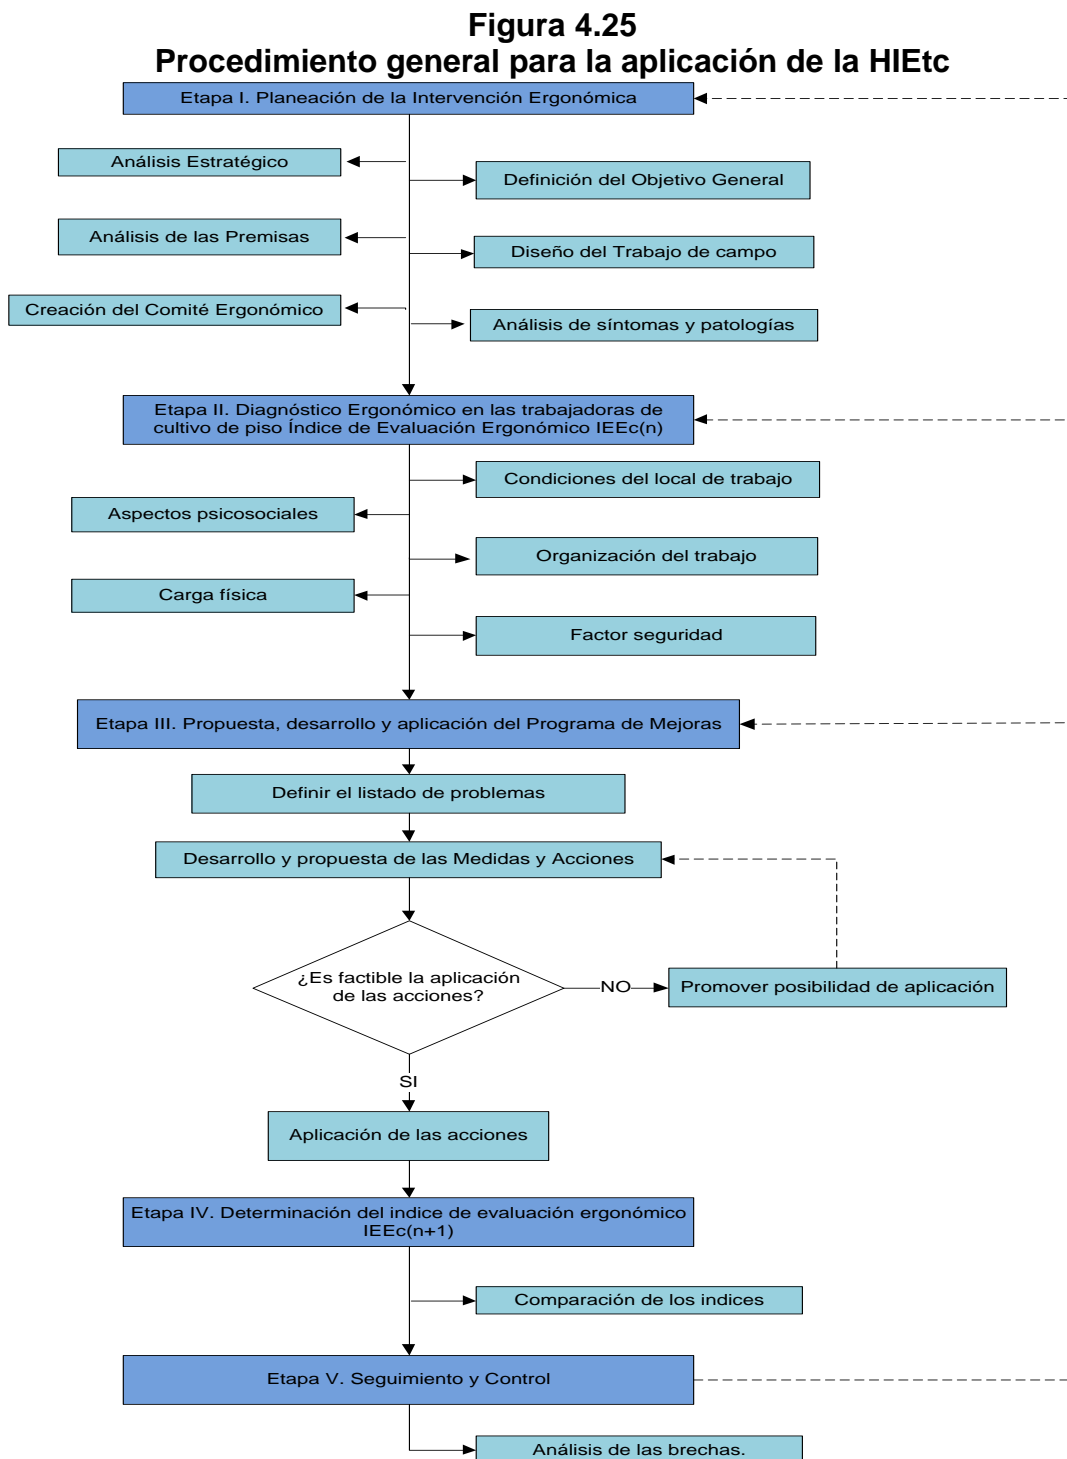 Figura 4.25
Procedimiento general para la aplicación de la HIEtc
Etapa I. Planeación de la Intervención Ergonómica
Análisis Estratégico
Definición del Objetivo General
Análisis de las Premisas
Diseño del Trabajo de campo
Creación del Comité Ergonómico
Análisis de síntomas y patologías
Etapa II. Diagnóstico Ergonómico en las trabajadoras de
cultivo de piso Índice de Evaluación Ergonómico IEEc(n)
Condiciones del local de trabajo
Aspectos psicosociales
Organización del trabajo
Carga física
Factor seguridad
Etapa III. Propuesta, desarrollo y aplicación del Programa de Mejoras
Definir el listado de problemas
Desarrollo y propuesta de las Medidas y Acciones
¿Es factible la aplicación
de las acciones?
NO
Promover posibilidad de aplicación
SI
Aplicación de las acciones
Etapa IV. Determinación del indice de evaluación ergonómico
IEEc(n+1)
Comparación de los indices
Etapa V. Seguimiento y Control
Análisis de las brechas.